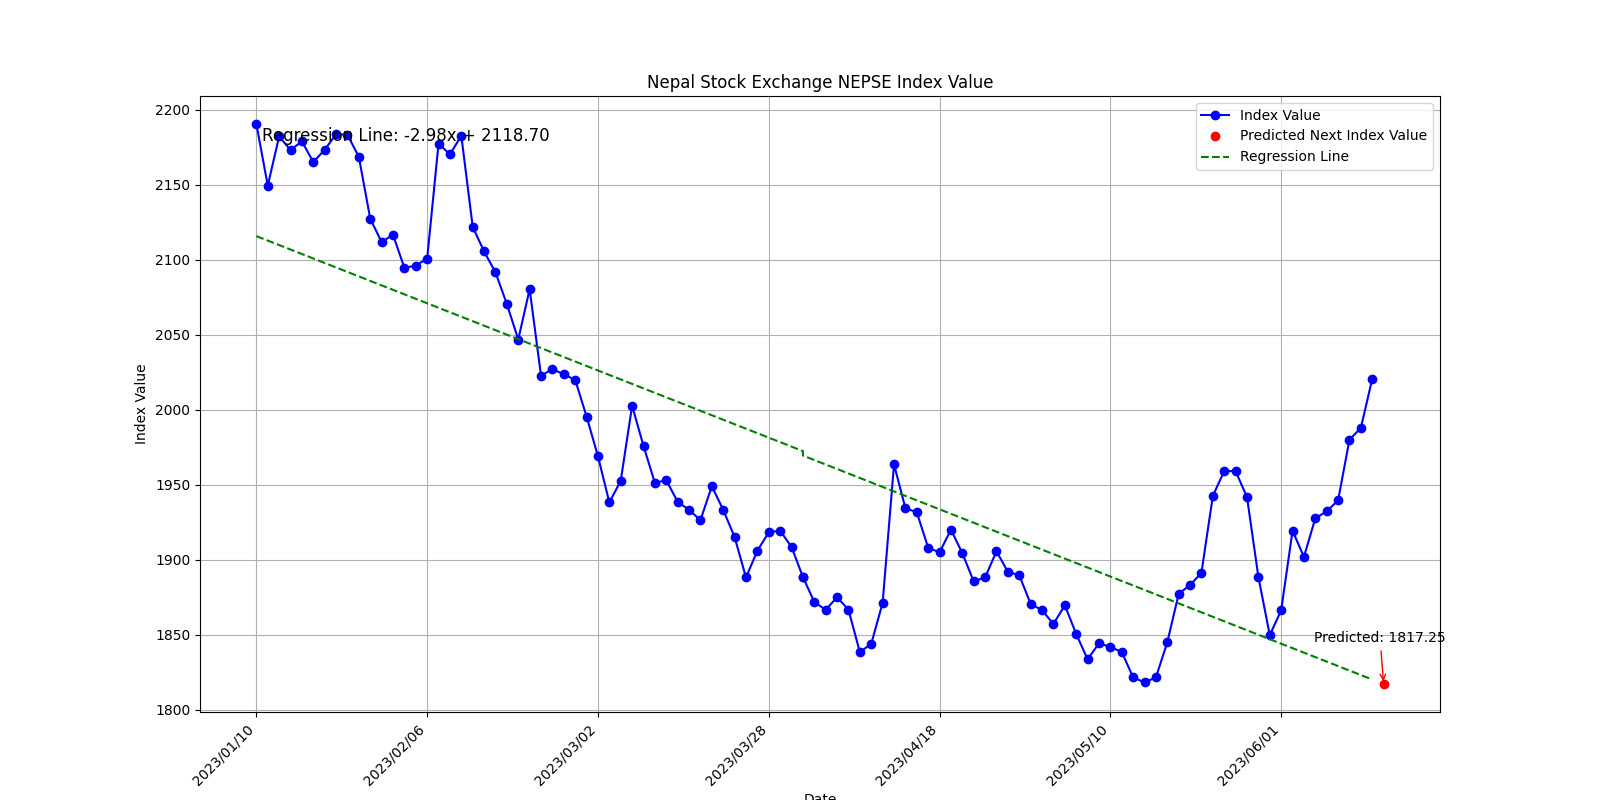 Nepal Stock Exchange NEPSE Index Value
Regression Line: -2.98x + 2118.70
Index Value
Predicted Next Index Value
Regression Line
2200
2150
2100
2050
2000
1950
1900
1850
1800
Index Value
Predicted: 1817.25
2023/01/10
2023/02/06
2023/03/02
2023/03/28
2023/04/18
2023/05/10
2023/06/01
Date